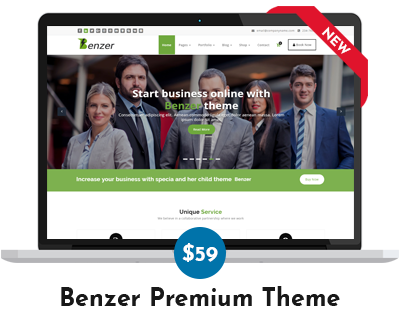 NEW
Benzer
Home Pages Portfolio Blog Shop Contact
Book Now
Start business online with
Benzer theme
Read More
Increase your business with specia and her child theme Benzer
Buy Now
Unique Service
$59
Benzer Premium Theme